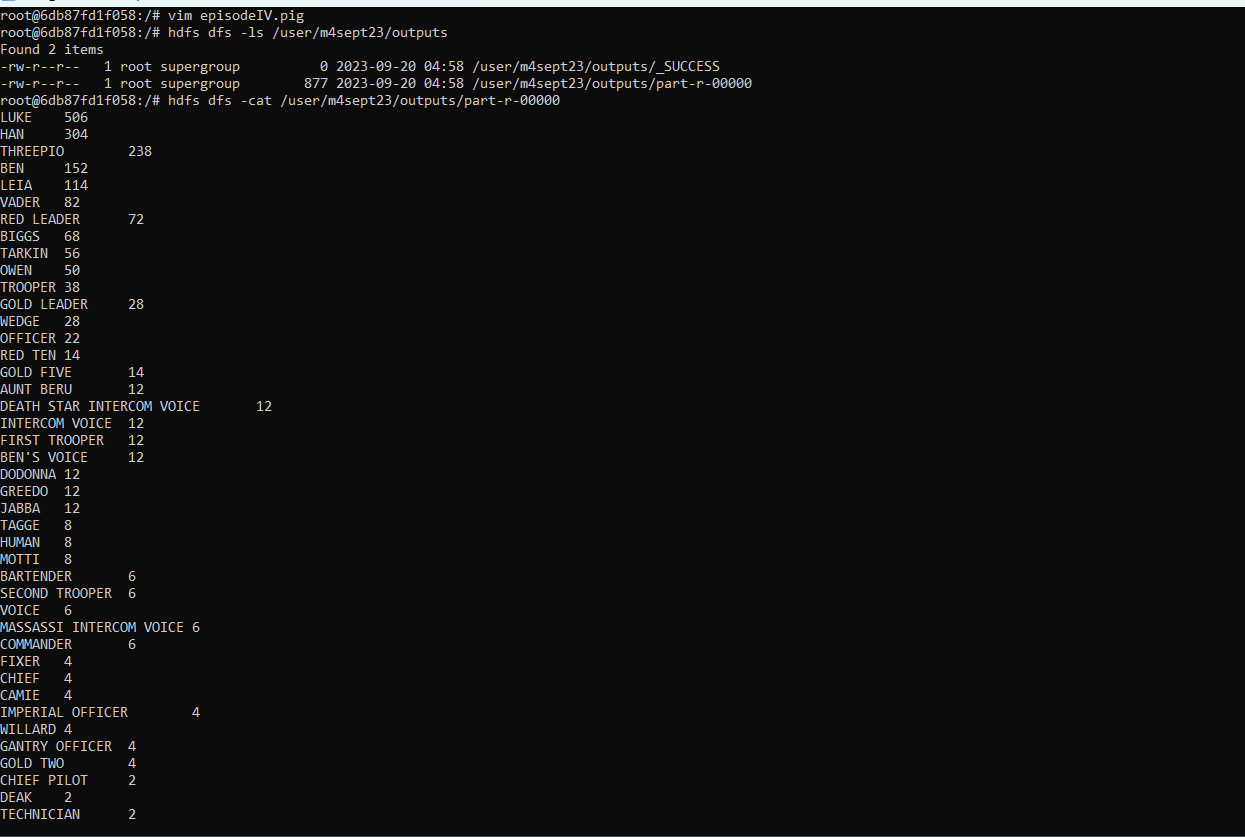 root@6db87fd1f058:/# vim episodeIV.pig
root@6db87fd1f058:/# hdfs dfs -ls /user/m4sept23/outputs
Found 2 items
-rw-r--r--   1 root supergroup          0 2023-09-20 04:58 /user/m4sept23/outputs/_SUCCESS
-rw-r--r--   1 root supergroup        877 2023-09-20 04:58 /user/m4sept23/outputs/part-r-00000
root@6db87fd1f058:/# hdfs dfs -cat /user/m4sept23/outputs/part-r-00000
LUKE    506
HAN     304
THREEPIO        238
BEN     152
LEIA    114
VADER   82
RED LEADER      72
BIGGS   68
TARKIN  56
OWEN    50
TROOPER 38
GOLD LEADER     28
WEDGE   28
OFFICER 22
RED TEN 14
GOLD FIVE       14
AUNT BERU       12
DEATH STAR INTERCOM VOICE       12
INTERCOM VOICE  12
FIRST TROOPER   12
BEN'S VOICE     12
DODONNA 12
GREEDO  12
JABBA   12
TAGGE   8
HUMAN   8
MOTTI   8
BARTENDER       6
SECOND TROOPER  6
VOICE   6
MASSASSI INTERCOM VOICE 6
COMMANDER       6
FIXER   4
CHIEF   4
CAMIE   4
IMPERIAL OFFICER        4
WILLARD 4
GANTRY OFFICER  4
GOLD TWO        4
CHIEF PILOT     2
DEAK    2
TECHNICIAN      2